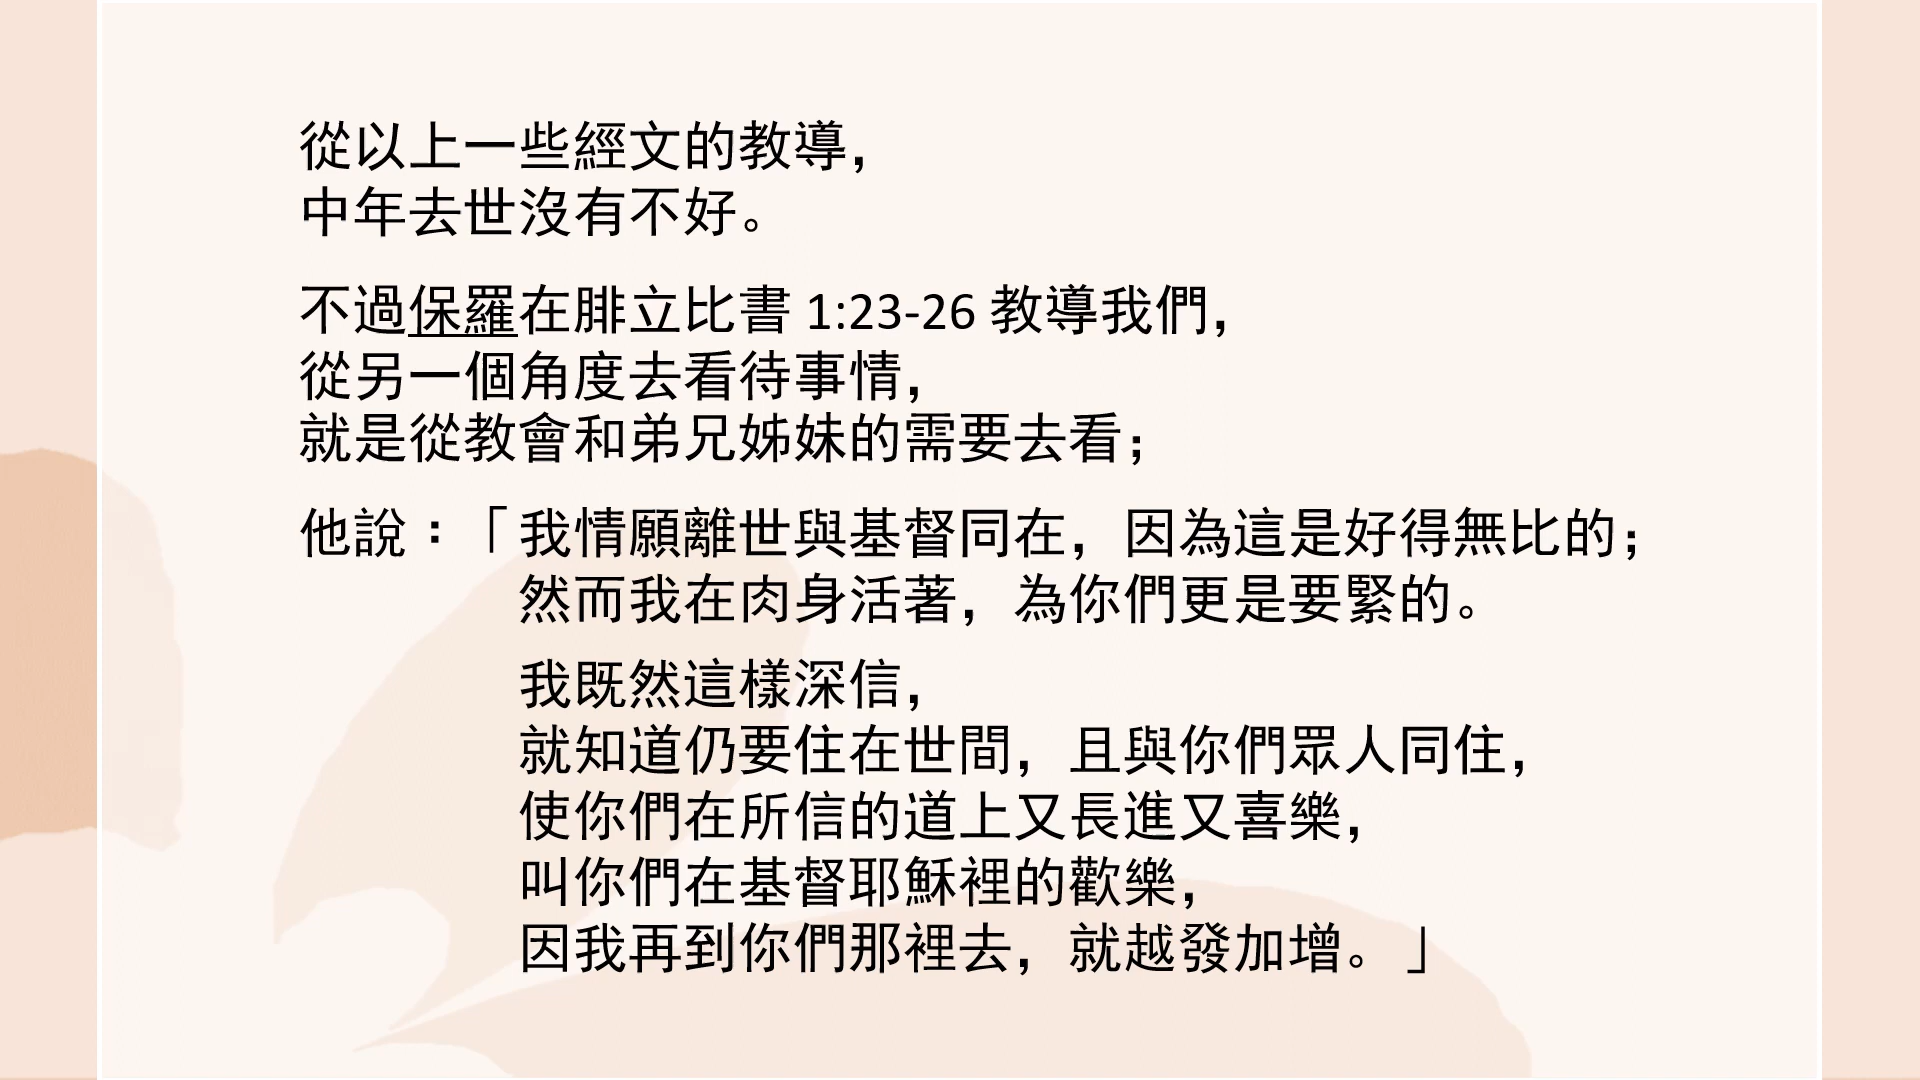 從以上一些經文的教導，
中年去世沒有不好。
不過保羅在腓立比書 1:23-26 教導我們，
從另一個角度去看待事情，
就是從教會和弟兄姊妹的需要去看；
他說：「我情願離世與基督同在，因為這是好得無比的；
然而我在肉身活著，為你們更是要緊的。
我既然這樣深信，
就知道仍要住在世間，且與你們眾人同住，
使你們在所信的道上又長進又喜樂，
叫你們在基督耶穌裡的歡樂，
因我再到你們那裡去，就越發加增。」